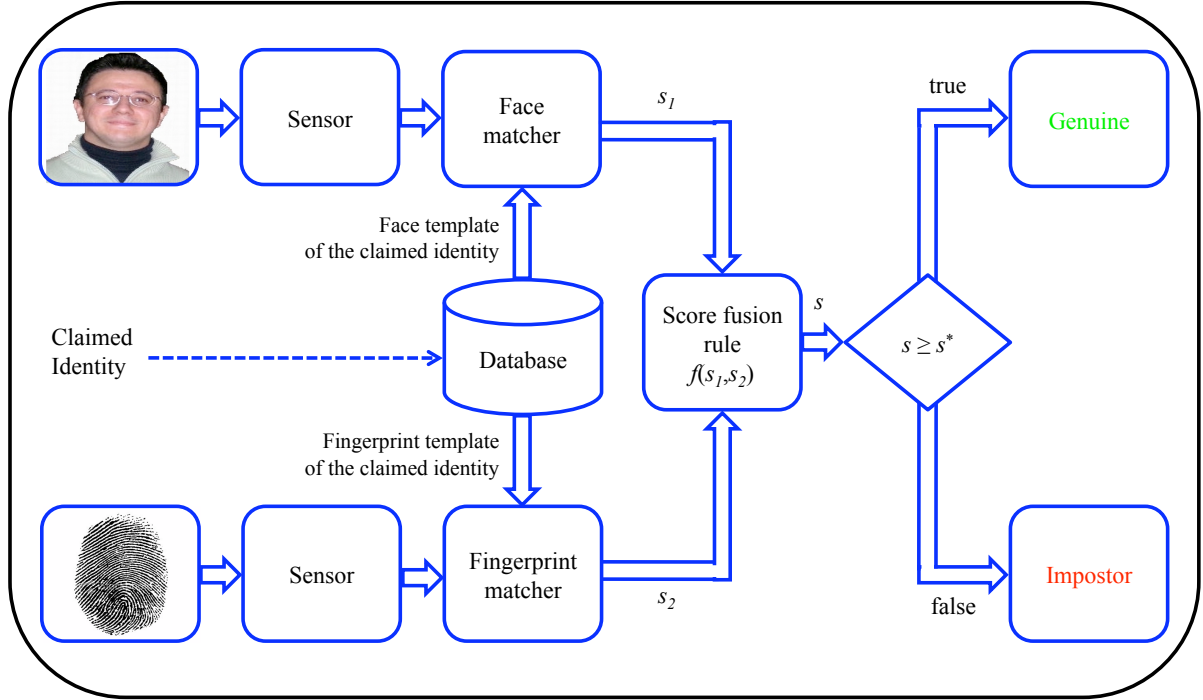 Sensor
Face
matcher
s1
true
Genuine
Face template
of the claimed identity
Claimed
Identity
Database
Score fusion
rule
f(s1,s2)
s
s ≥ s*
Fingerprint template
of the claimed identity
Sensor
Fingerprint
matcher
s2
false
Impostor